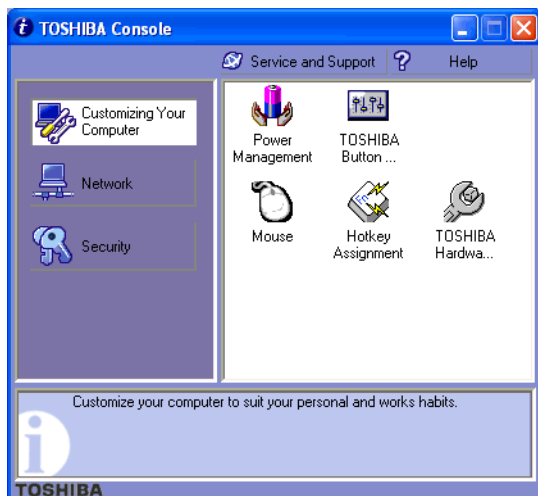 TOSHIBA Console
Service and Support ? Help
Customizing Your
Computer
Network
Security
Power
Management
TOSHIBA
Button ...
Mouse
Fn
Hotkey
Assignment
TOSHIBA
Hardwa...
Customize your computer to suit your personal and works habits.
TOSHIBA